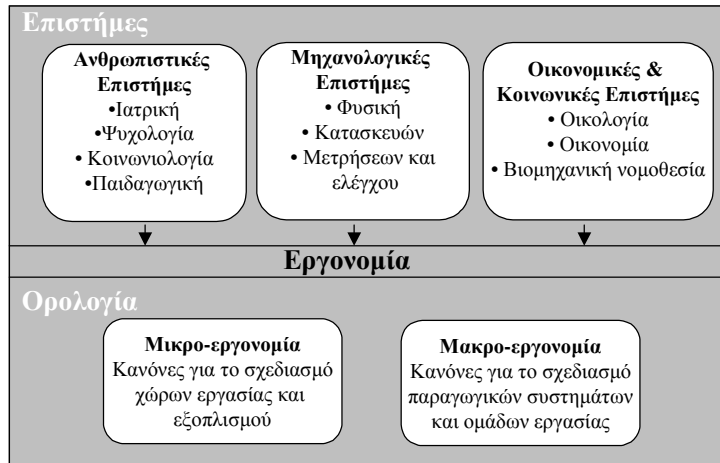 Επιστήμες
Ανθρωπιστικές
Επιστήμες
•Ιατρική
•Ψυχολογία
• Κοινωνιολογία
•Παιδαγωγική
Μηχανολογικές
Επιστήμες
• Φυσική
• Κατασκευών
• Μετρήσεων και
ελέγχου
Οικονομικές &
Κοινωνικές Επιστήμες
• Οικολογία
• Οικονομία
• Βιομηχανική νομοθεσία
Εργονομία
Ορολογία
Μικρο-εργονομία
Κανόνες για το σχεδιασμό
χώρων εργασίας και
εξοπλισμού
Μακρο-εργονομία
Κανόνες για το σχεδιασμό
παραγωγικών συστημάτων
και ομάδων εργασίας